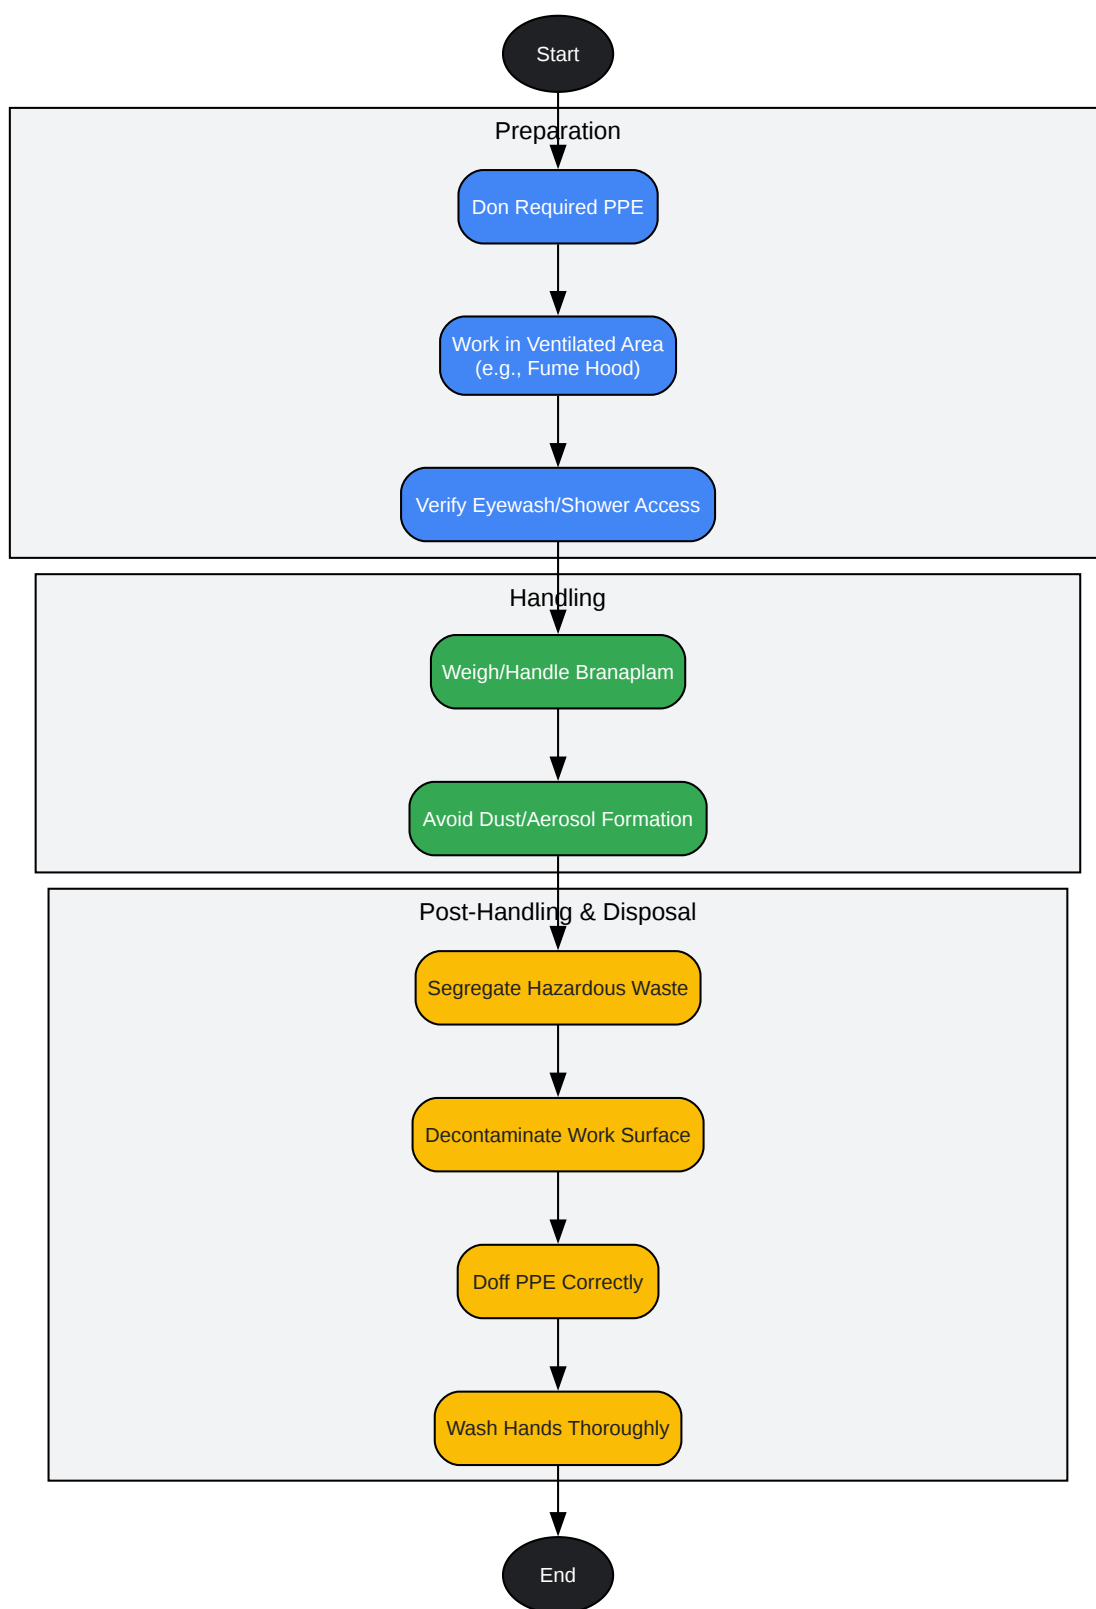 Start
Preparation
Don Required PPE
Work in Ventilated Area
(e.g., Fume Hood)
Verify Eyewash/Shower Access
Handling
Weigh/Handle Branaplam
Avoid Dust/Aerosol Formation
Post-Handling & Disposal
Segregate Hazardous Waste
Decontaminate Work Surface
Doff PPE Correctly
Wash Hands Thoroughly
End